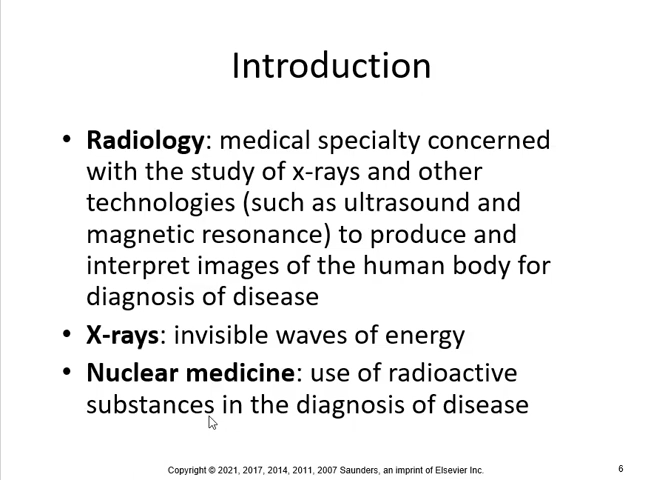 Introduction
• Radiology: medical specialty concerned
with the study of x-rays and other
technologies (such as ultrasound and
magnetic resonance) to produce and
interpret images of the human body for
diagnosis of disease
• X-rays: invisible waves of energy
• Nuclear medicine: use of radioactive
substances in the diagnosis of disease
Copyright © 2021, 2017, 2014, 2011, 2007 Saunders, an imprint of Elsevier Inc.
6